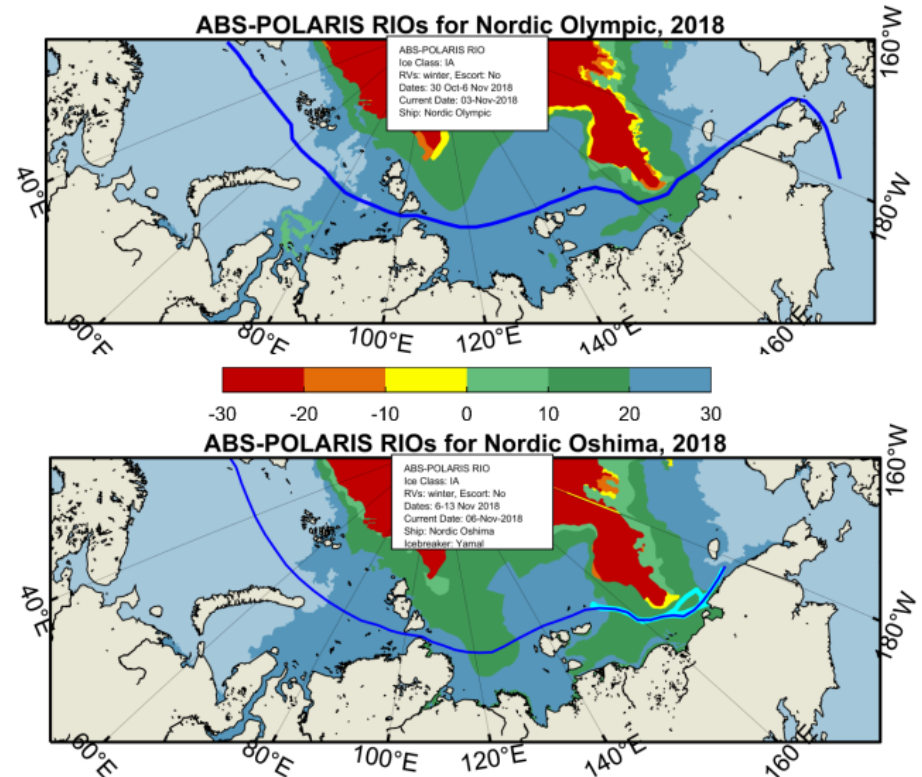 ABS-POLARIS RIOs for Nordic Olympic, 2018
ABS-POLARIS RIO
Ice Class: IA
RVs: winter, Escort: No
Dates: 30 Oct-6 Nov 2018
Current Date: 03-Nov-2018
Ship: Nordic Olympic
160°W
40°E
180°W
60°E
80°E
100°E
120°E
140°E
160°E
-30 -20 -10 0 10 20 30
ABS-POLARIS RIOs for Nordic Oshima, 2018
ABS-POLARIS RIO
Ice Class: IA
RVs: winter, Escort: No
Dates: 6-13 Nov 2018
Current Date: 06-Nov-2018
Ship: Nordic Oshima
Icebreaker: Yamal
160°W
40°E
180°W
60°E
80°E
100°E
120°E
140°E
160°E